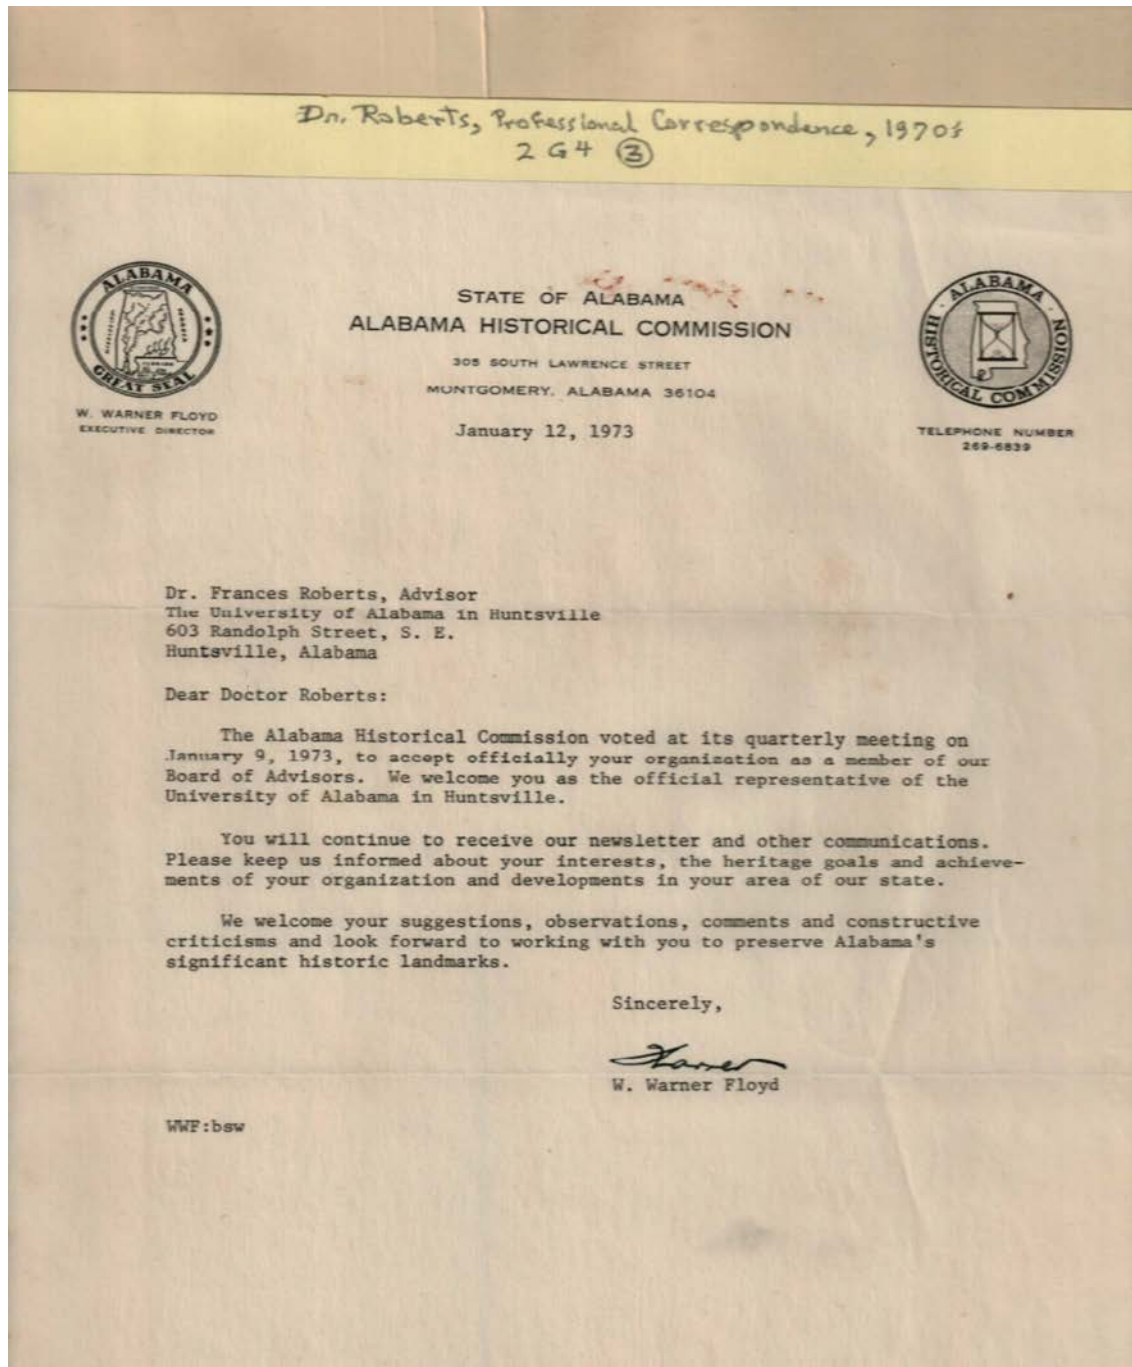 Dr. Roberts, Professional Correspondence, 1970s
2 G4 ③
ALABAMA
GREAT SEAL
W. WARNER FLOYD
EXECUTIVE DIRECTOR
STATE OF ALABAMA
ALABAMA HISTORICAL COMMISSION
305 SOUTH LAWRENCE STREET
MONTGOMERY, ALABAMA 36104
January 12, 1973
ALABAMA
HISTORICAL COMMISSION
TELEPHONE NUMBER
269-6839
Dr. Frances Roberts, Advisor
The University of Alabama in Huntsville
603 Randolph Street, S. E.
Huntsville, Alabama
Dear Doctor Roberts:
The Alabama Historical Commission voted at its quarterly meeting on
January 9, 1973, to accept officially your organization as a member of our
Board of Advisors. We welcome you as the official representative of the
University of Alabama in Huntsville.
You will continue to receive our newsletter and other communications.
Please keep us informed about your interests, the heritage goals and achieve-
ments of your organization and developments in your area of our state.
We welcome your suggestions, observations, comments and constructive
criticisms and look forward to working with you to preserve Alabama's
significant historic landmarks.
Sincerely,
Warner
W. Warner Floyd
WWF:bsw